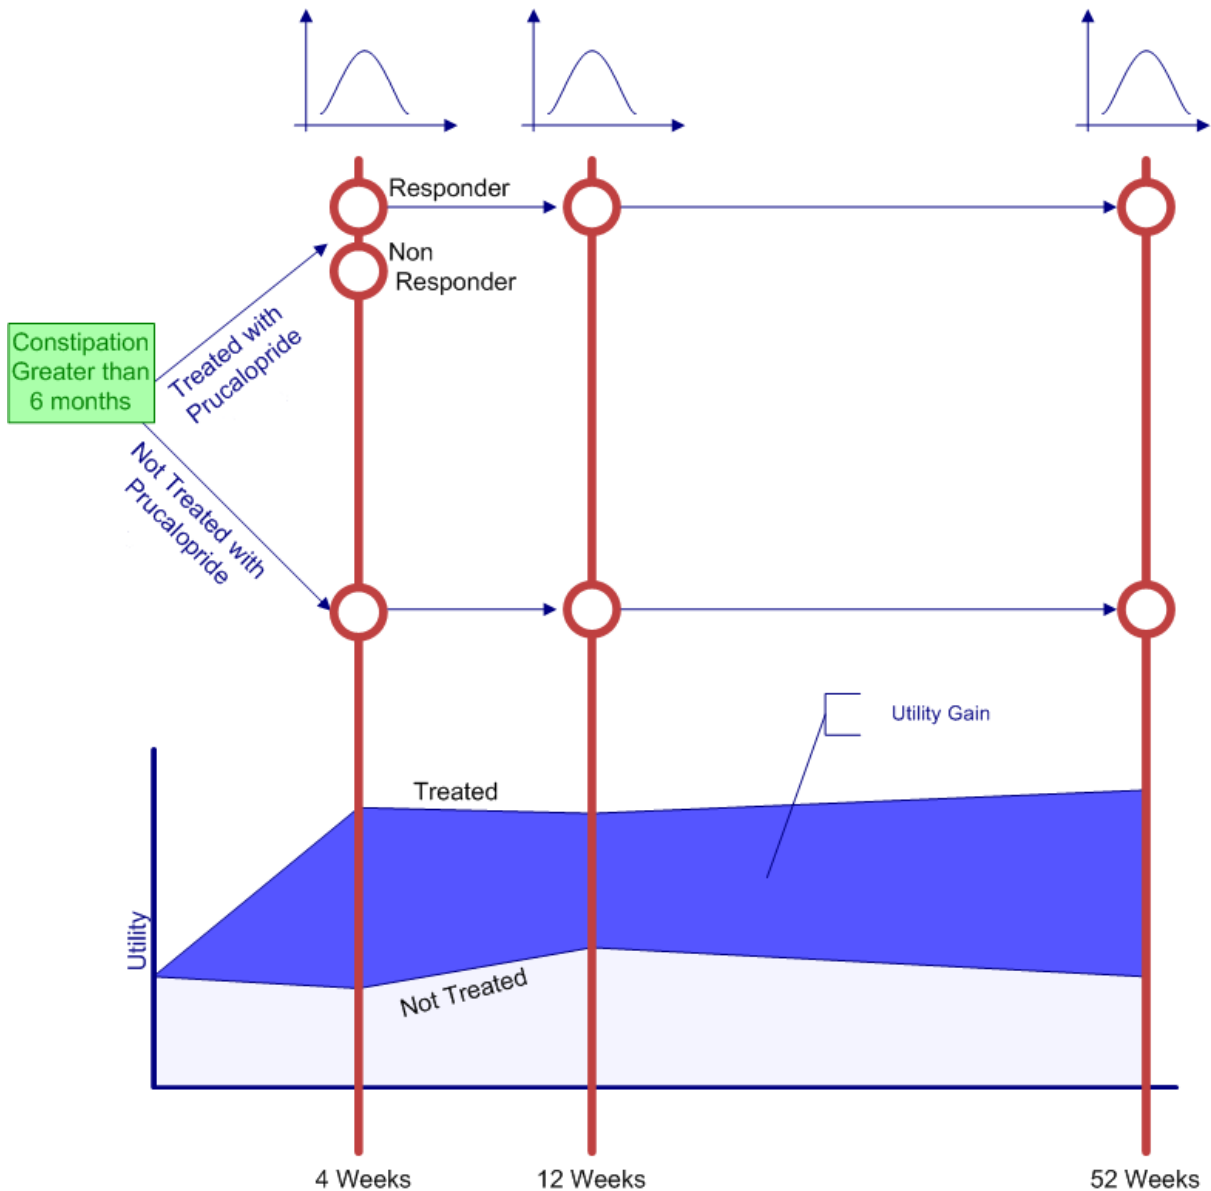 Responder
Non
Responder
Constipation
Greater than
6 months
Treated with
Prucalopride
Not Treated with
Prucalopride
Utility Gain
Treated
Utility
Not Treated
4 Weeks
12 Weeks
52 Weeks